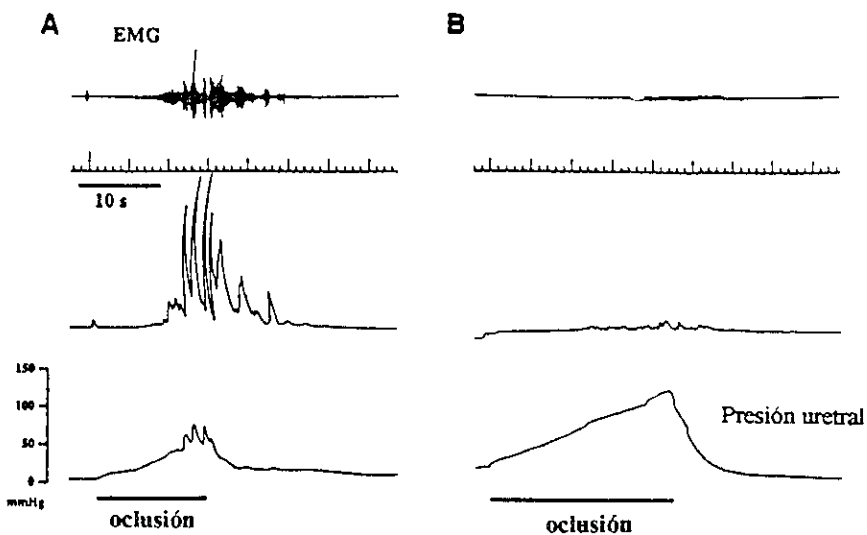 A
EMG
B
10 s
150
100
50
0
mmHg
Presión uretral
oclusión
oclusión